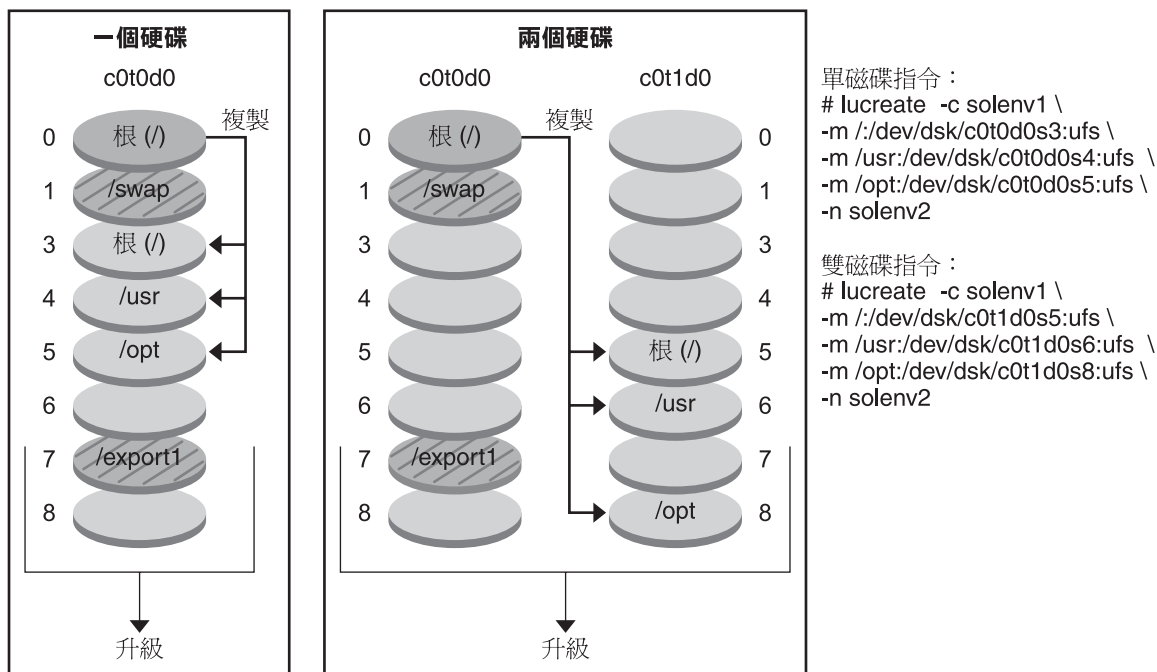 一個硬碟
c0t0d0
複製
0 根 (/)
1 /swap
3 根 (/)
4 /usr
5 /opt
6
7 /export1
8
升級
兩個硬碟
c0t0d0 c0t1d0
複製
0 根 (/) 0
1 /swap 1
3 3
4 4
5 根 (/) 5
6 /usr 6
7 /export1 7
8 /opt 8
升級
單磁碟指令：
# lucreate -c solenv1 \
-m /:/dev/dsk/c0t0d0s3:ufs \
-m /usr:/dev/dsk/c0t0d0s4:ufs \
-m /opt:/dev/dsk/c0t0d0s5:ufs \
-n solenv2
雙磁碟指令：
# lucreate -c solenv1 \
-m /:/dev/dsk/c0t1d0s5:ufs \
-m /usr:/dev/dsk/c0t1d0s6:ufs \
-m /opt:/dev/dsk/c0t1d0s8:ufs \
-n solenv2